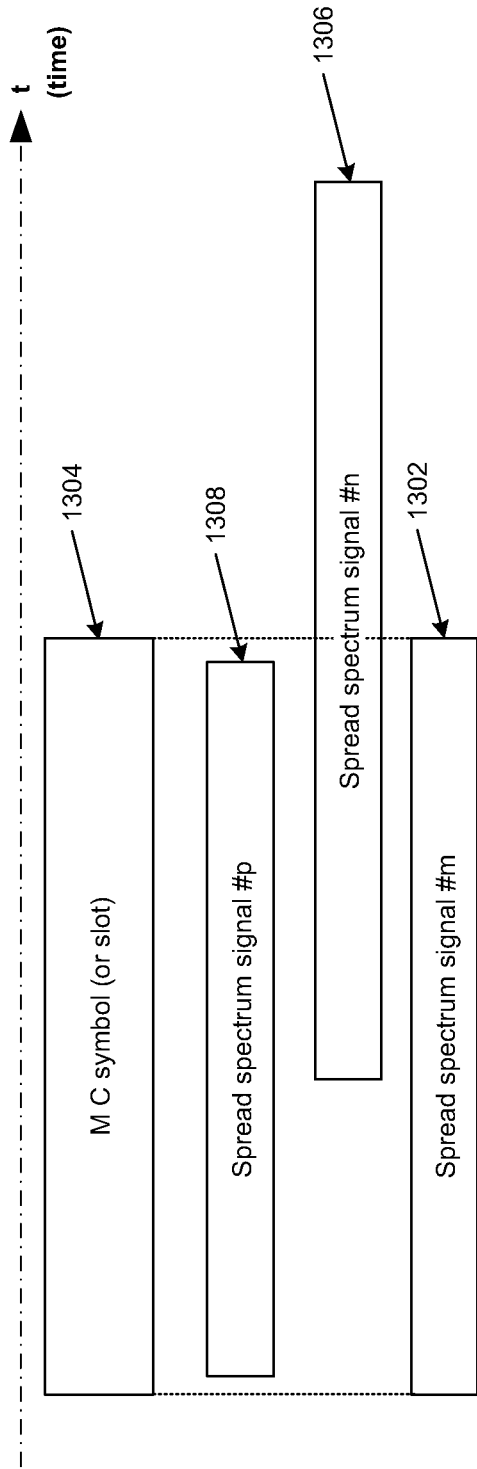 t
(time)
1304
M C symbol (or slot)
1308
Spread spectrum signal #p
1306
Spread spectrum signal #n
1302
Spread spectrum signal #m